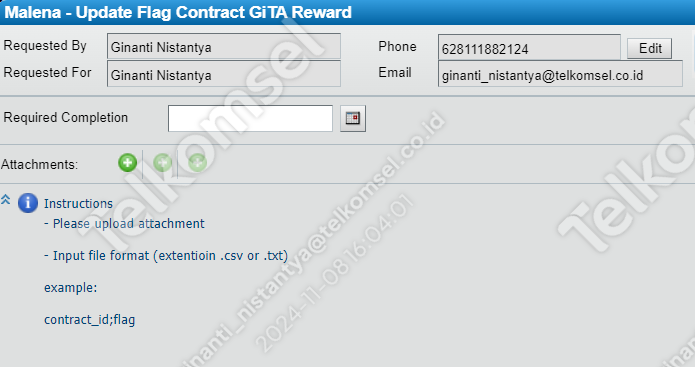 Malena - Update Flag Contract GiTA Reward
Requested By Ginanti Nistantya Phone 628111882124 Edit
Requested For Ginanti Nistantya Email ginanti_nistantya@telkomsel.co.id
Required Completion
Attachments:
Instructions
- Please upload attachment
- Input file format (extentioin .csv or .txt)
example:
contract_id;flag
Telkomsel
ginanti_nistantya@telkomsel.co.id
2024-11-08 16:04:01
Telkomsel